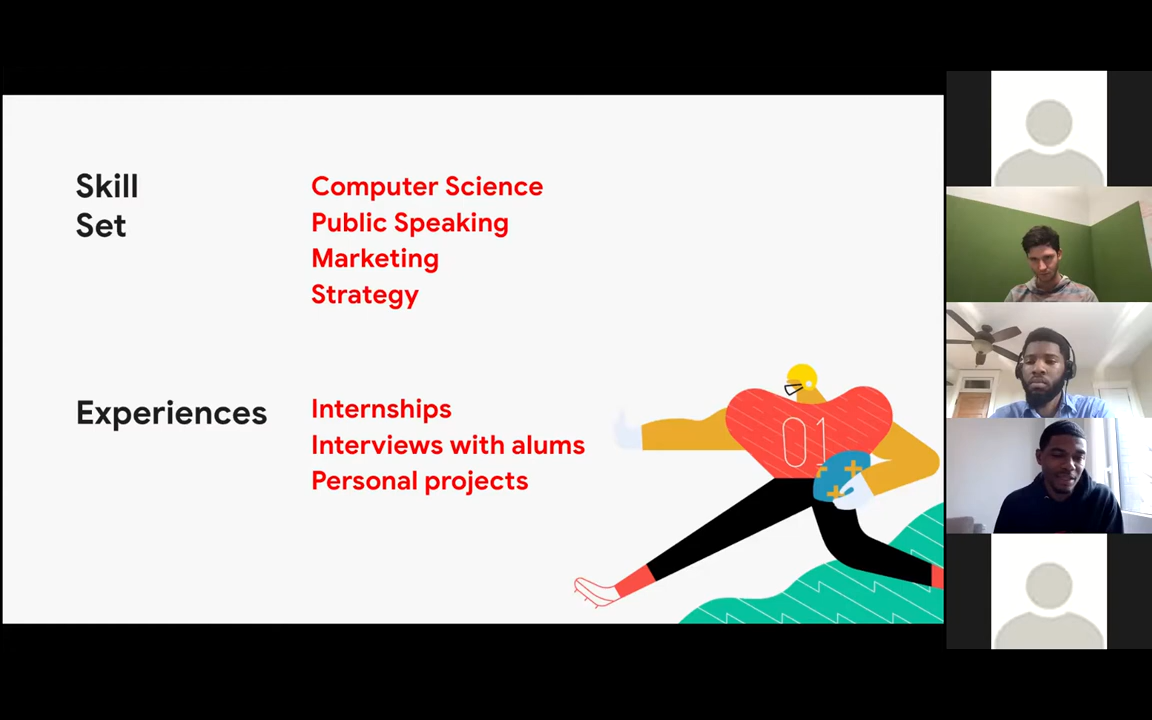 Skill
Set
Computer Science
Public Speaking
Marketing
Strategy
Experiences
Internships
Interviews with alums
Personal projects
01